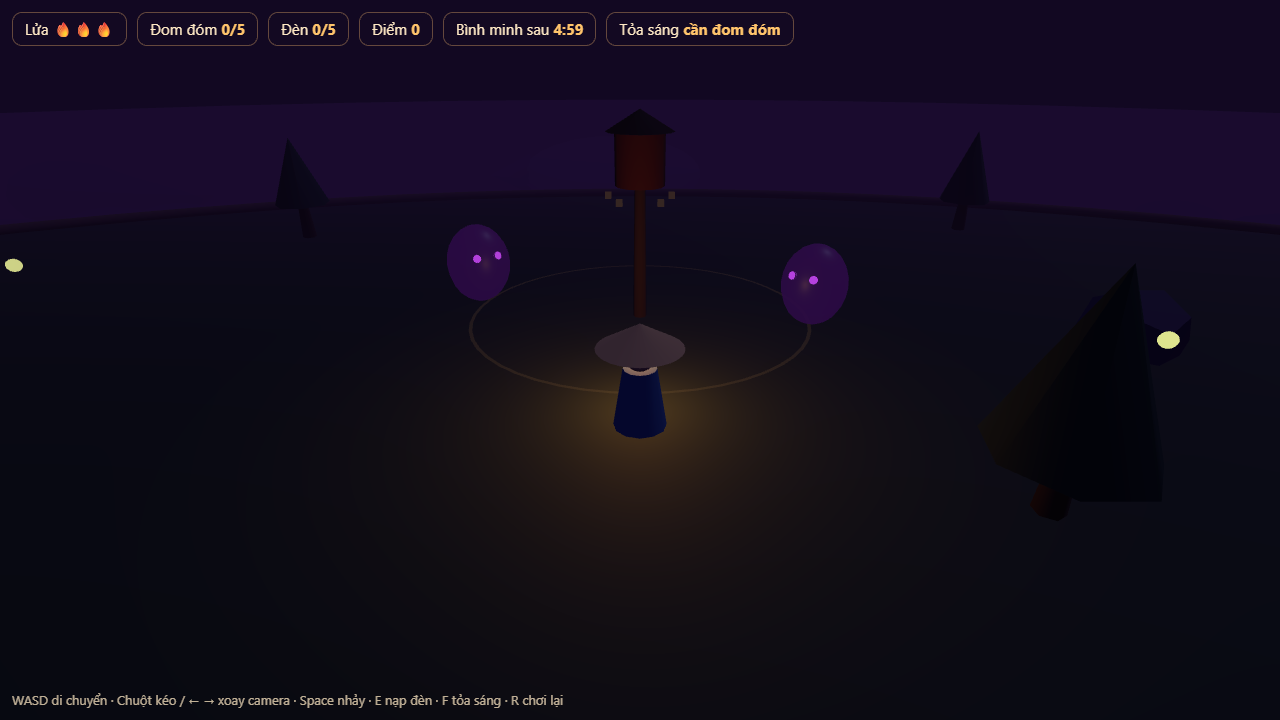 Lửa 🔥🔥🔥 Đom đóm 0/5 Đèn 0/5 Điểm 0 Bình minh sau 4:59 Tỏa sáng cần đom đóm
WASD di chuyển · Chuột kéo / ← → xoay camera · Space nhảy · E nạp đèn · F tỏa sáng · R chơi lại